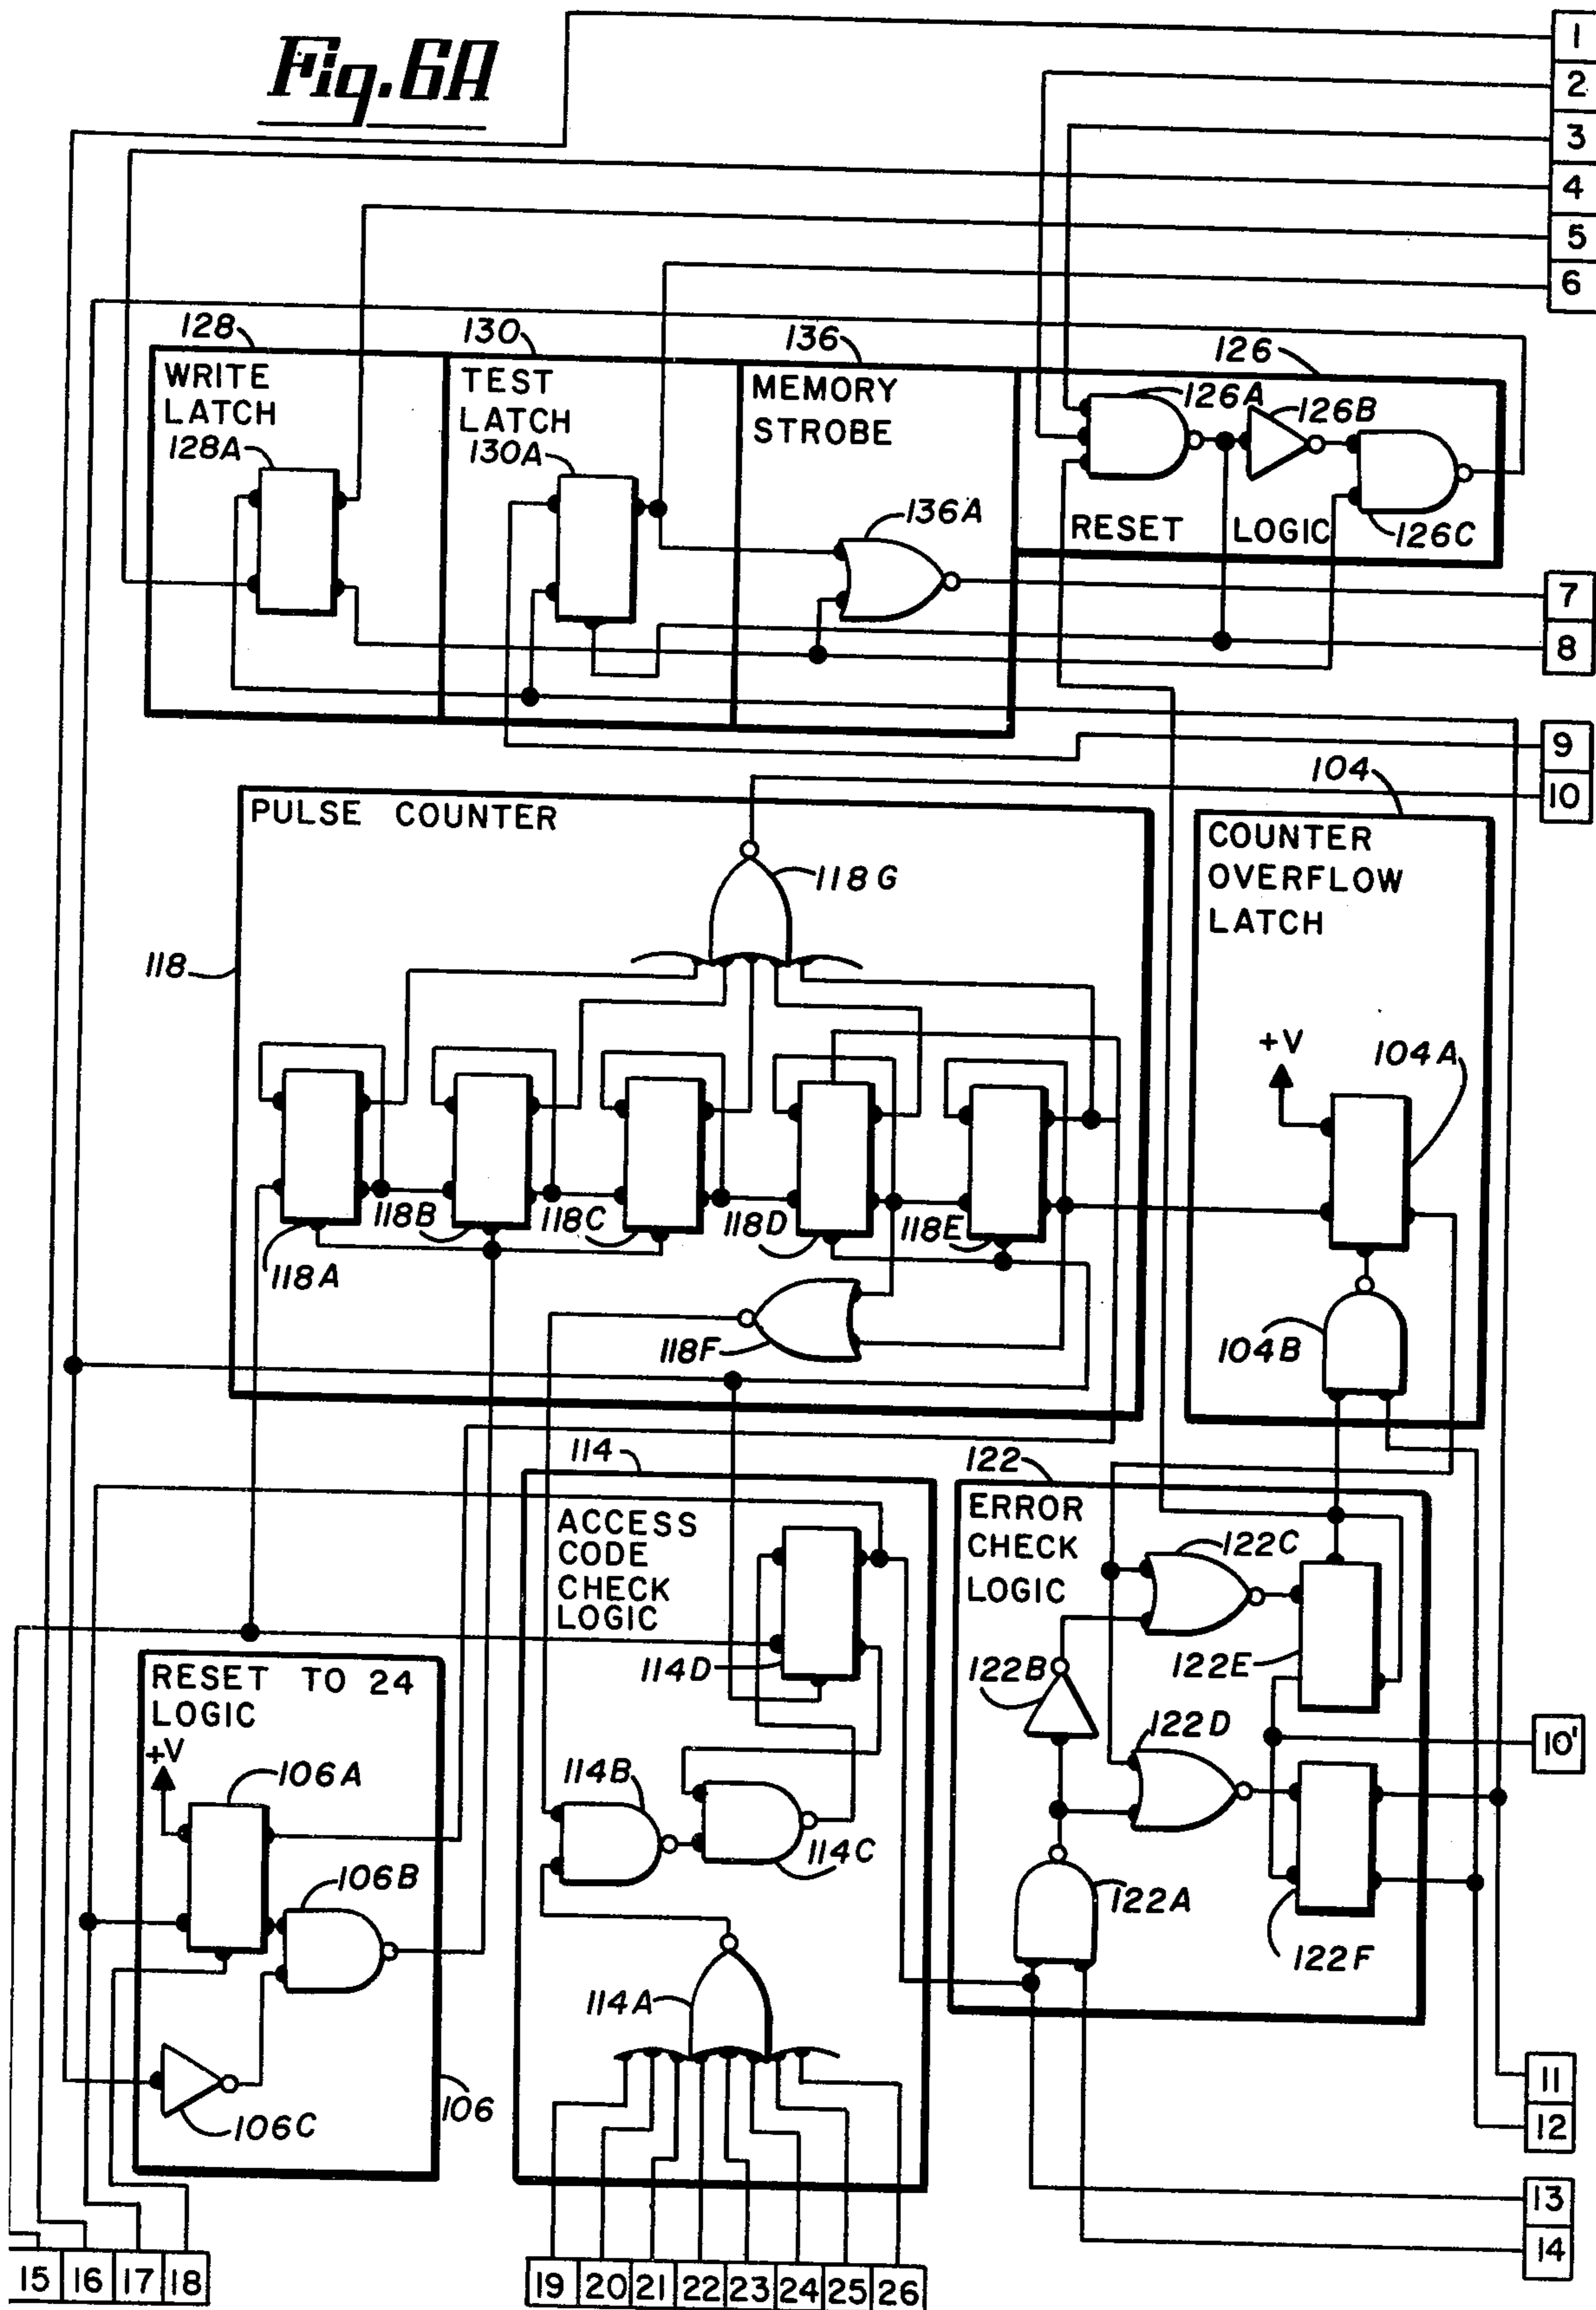 Fig. 6A
1
2
3
4
5
6
128
130
136
126
WRITE
LATCH
128A
TEST
LATCH
130A
MEMORY
STROBE
136A
126A
126B
126C
RESET LOGIC
7
8
9
10
PULSE COUNTER
118
118G
118A
118B
118C
118D
118E
118F
104
COUNTER
OVERFLOW
LATCH
+V
104A
104B
114
ACCESS
CODE
CHECK
LOGIC
114D
114B
114C
114A
122
ERROR
CHECK
LOGIC
122C
122B
122E
122D
122A
122F
10'
RESET TO 24
LOGIC
+V
106A
106B
106C
106
11
12
13
14
15
16
17
18
19
20
21
22
23
24
25
26